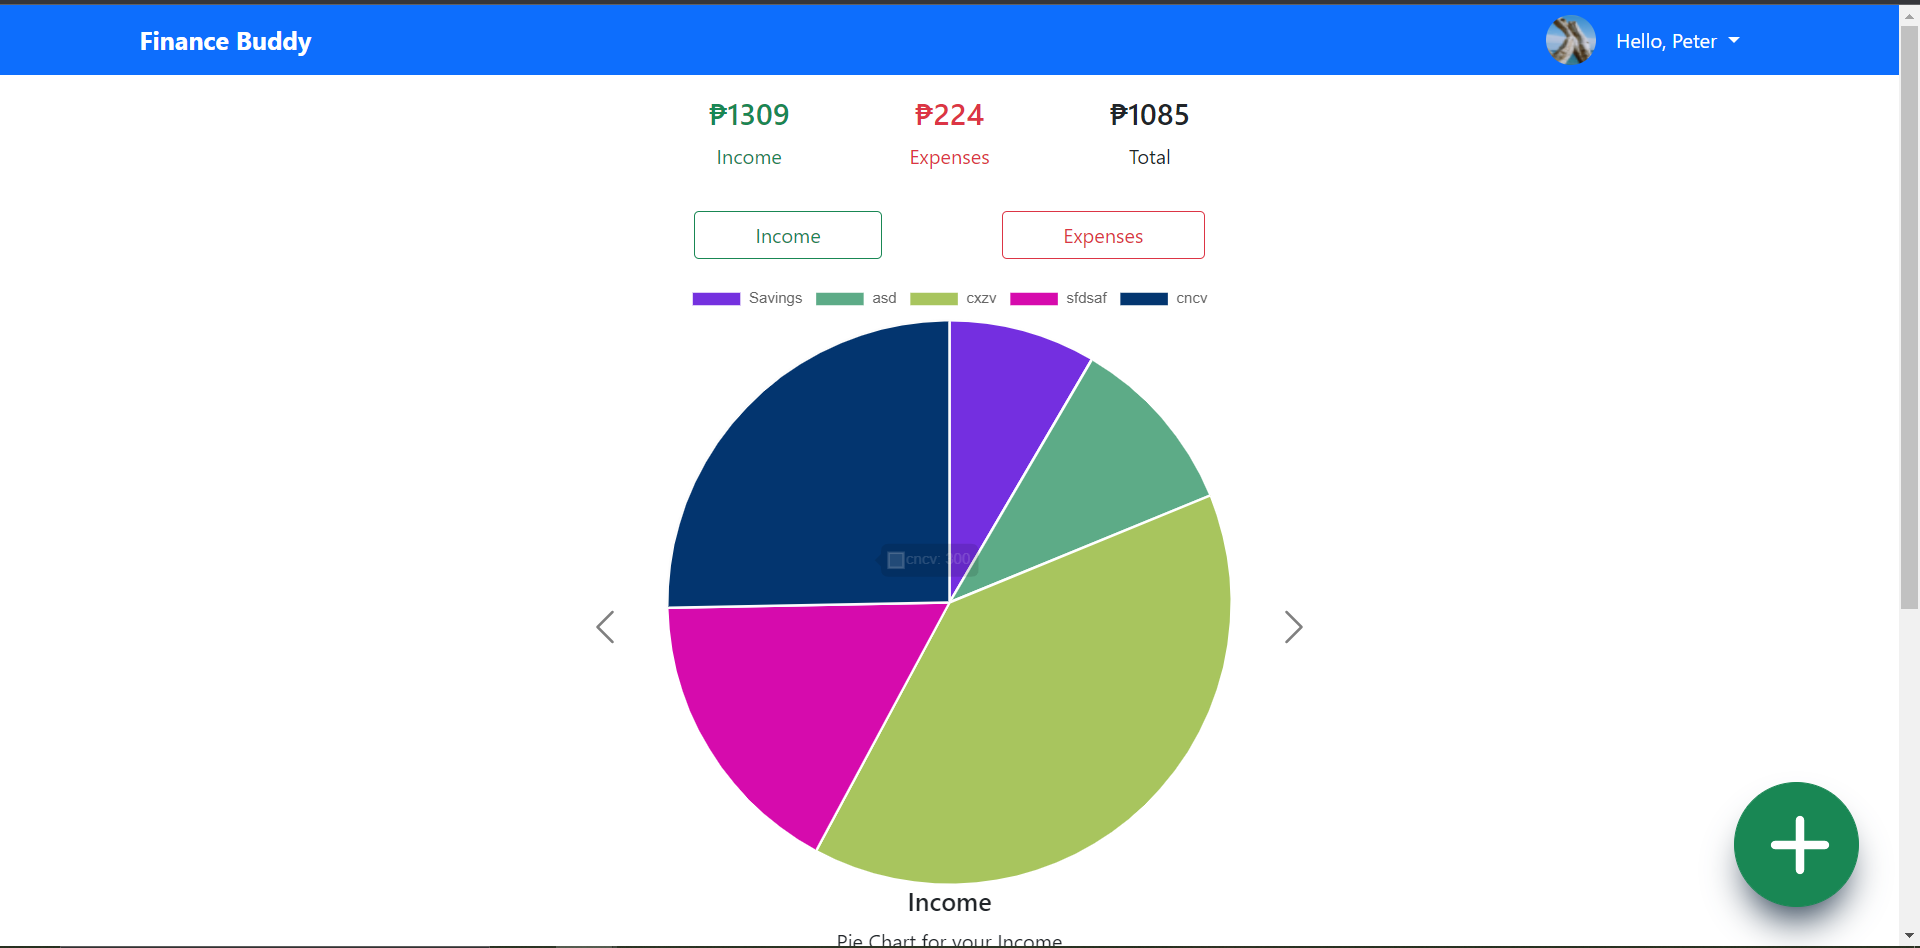 Finance Buddy
Hello, Peter
₱1309 ₱224 ₱1085
Income Expenses Total
Income Expenses
Savings asd cxzv sfdsaf cncv
cncv: 300
Income
Pie Chart for your Income